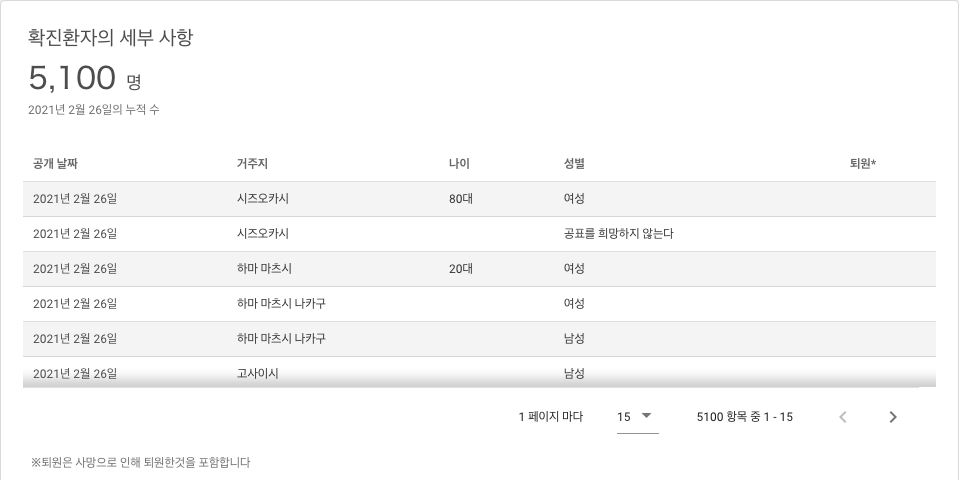 확진환자의 세부 사항
5,100 명
2021년 2월 26일의 누적 수
공개 날짜 거주지 나이 성별 퇴원*
2021년 2월 26일 시즈오카시 80대 여성
2021년 2월 26일 시즈오카시 공표를 희망하지 않는다
2021년 2월 26일 하마 마츠시 20대 여성
2021년 2월 26일 하마 마츠시 나카구 여성
2021년 2월 26일 하마 마츠시 나카구 남성
2021년 2월 26일 고사이시 남성
1 페이지 마다 15 5100 항목 중 1 - 15
※퇴원은 사망으로 인해 퇴원한것을 포함합니다